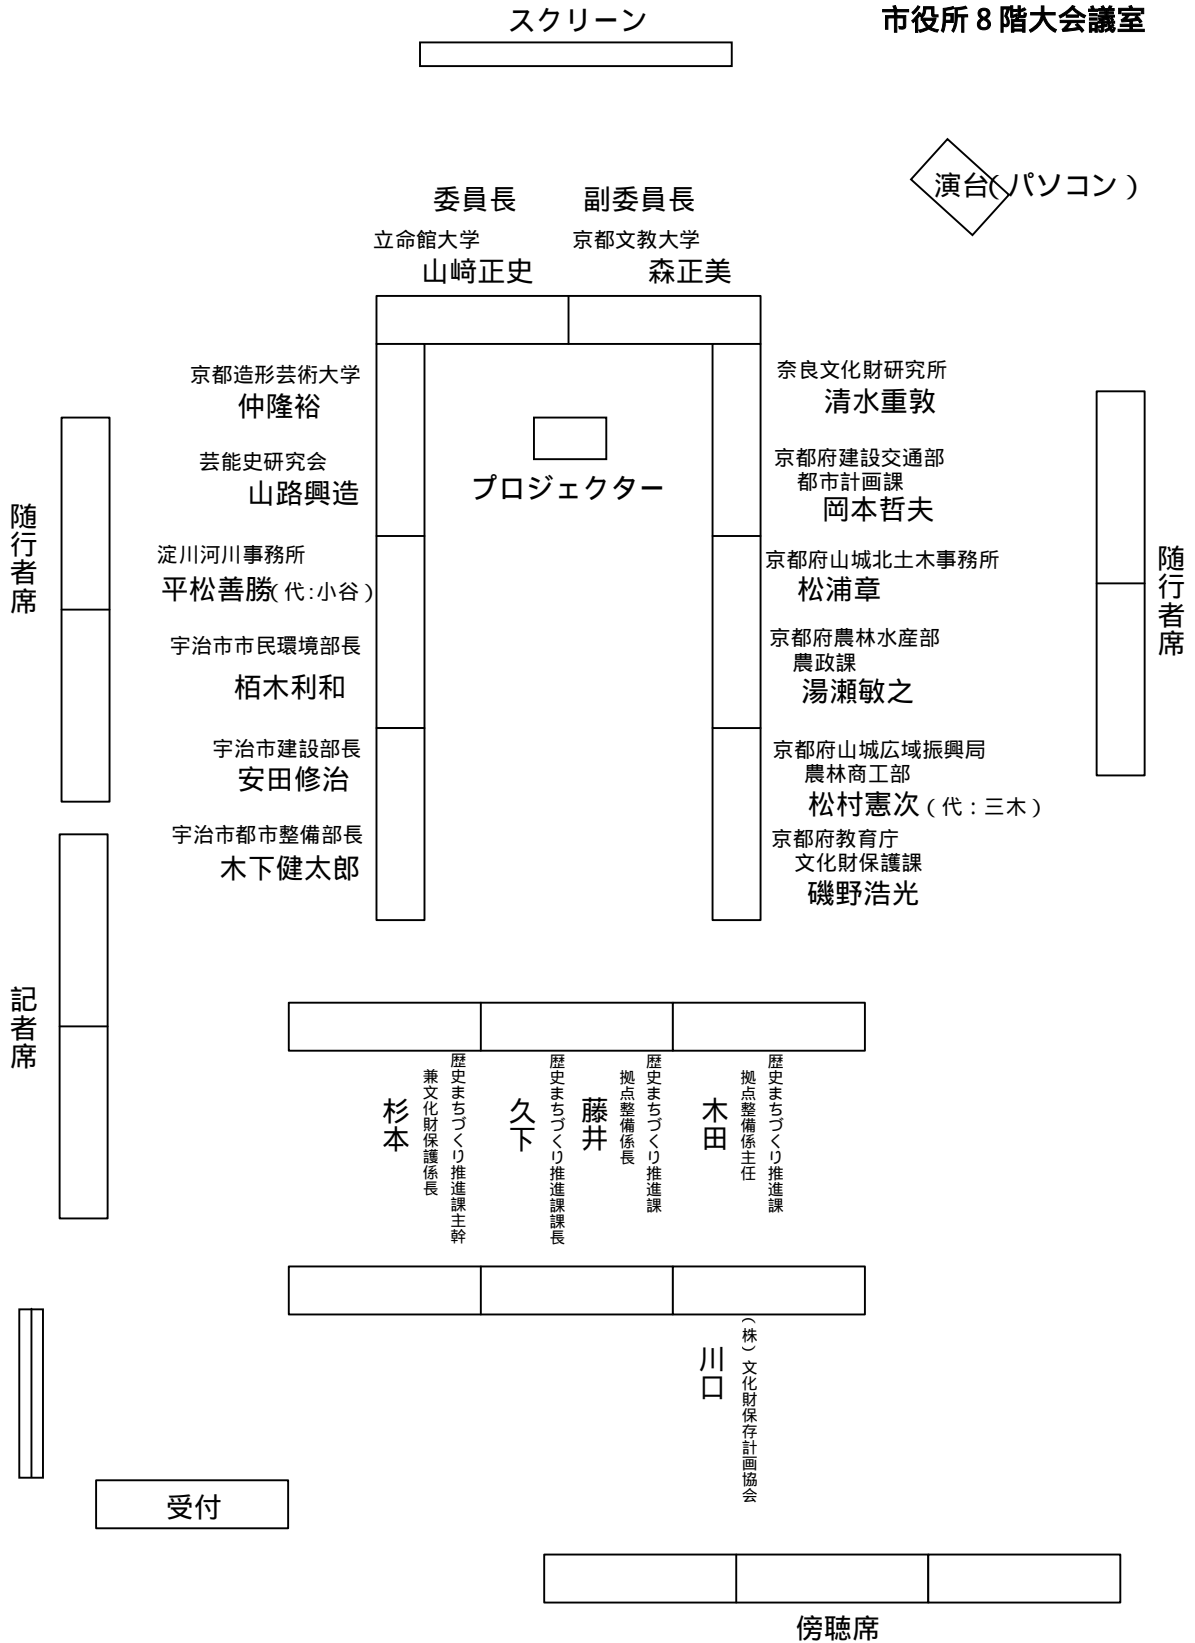 スクリーン
市役所8階大会議室
演台(パソコン)
委員長
副委員長
立命館大学
京都文教大学
山﨑正史
森正美
京都造形芸術大学
仲隆裕
芸能史研究会
山路興造
淀川河川事務所
平松善勝(代:小谷)
宇治市市民環境部長
栢木利和
宇治市建設部長
安田修治
宇治市都市整備部長
木下健太郎
プロジェクター
奈良文化財研究所
清水重敦
京都府建設交通部
都市計画課
岡本哲夫
京都府山城北土木事務所
松浦章
京都府農林水産部
農政課
湯瀬敏之
京都府山城広域振興局
農林商工部
松村憲次(代:三木)
京都府教育庁
文化財保護課
磯野浩光
随行者席
随行者席
記者席
歴史まちづくり推進課主幹
兼文化財保護係長
杉本
歴史まちづくり推進課課長
久下
歴史まちづくり推進課
拠点整備係長
藤井
歴史まちづくり推進課
拠点整備係主任
木田
(株)文化財保存計画協会
川口
受付
傍聴席